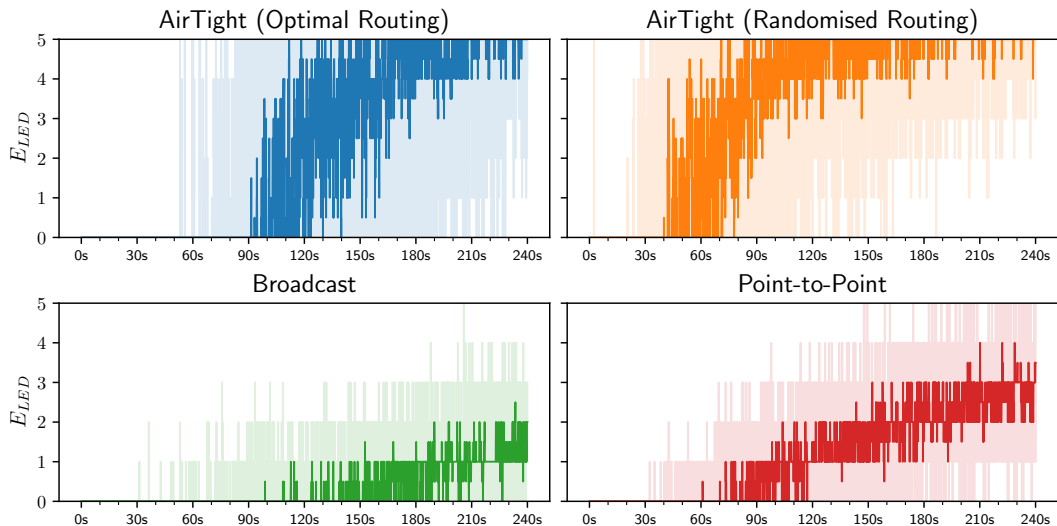 AirTight (Optimal Routing)
AirTight (Randomised Routing)
5
4
3
2
1
0
E_LED
0s 30s 60s 90s 120s 150s 180s 210s 240s
0s 30s 60s 90s 120s 150s 180s 210s 240s
Broadcast
Point-to-Point
5
4
3
2
1
0
E_LED
0s 30s 60s 90s 120s 150s 180s 210s 240s
0s 30s 60s 90s 120s 150s 180s 210s 240s